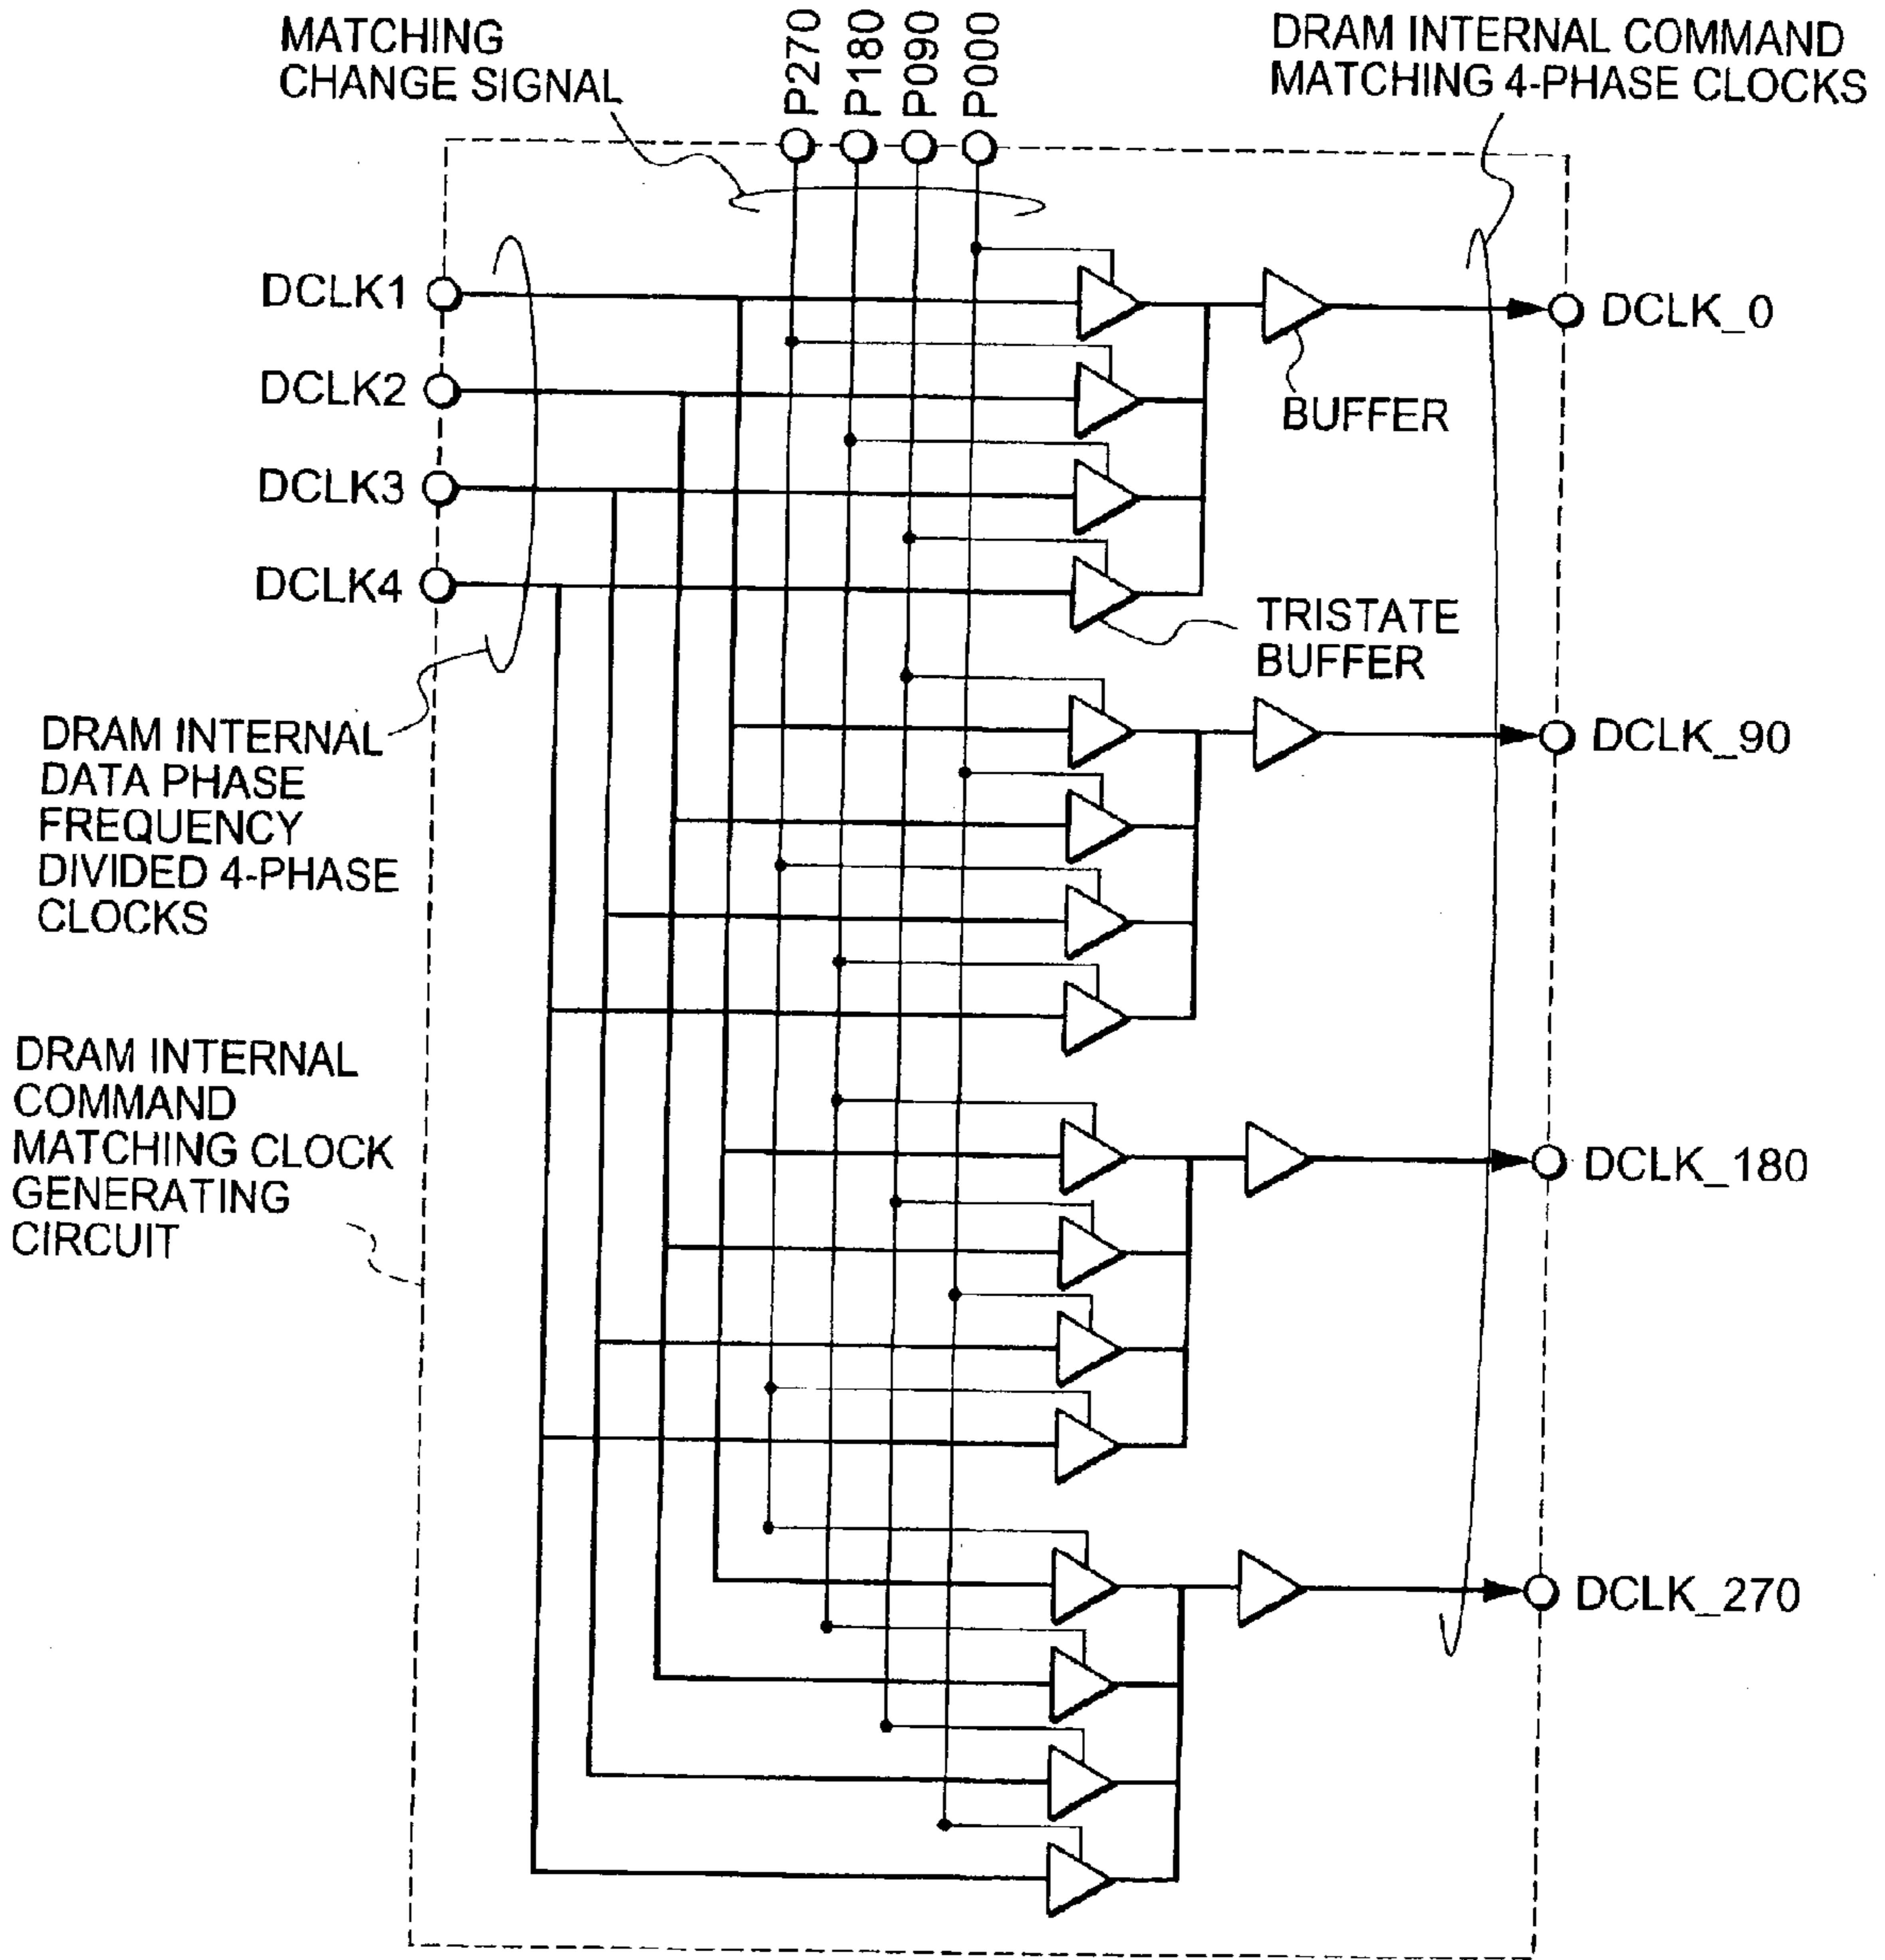 MATCHING
CHANGE SIGNAL
P270
P180
P090
P000
DRAM INTERNAL COMMAND
MATCHING 4-PHASE CLOCKS
DCLK1
DCLK2
DCLK3
DCLK4
DCLK_0
BUFFER
TRISTATE
BUFFER
DRAM INTERNAL
DATA PHASE
FREQUENCY
DIVIDED 4-PHASE
CLOCKS
DCLK_90
DRAM INTERNAL
COMMAND
MATCHING CLOCK
GENERATING
CIRCUIT
DCLK_180
DCLK_270